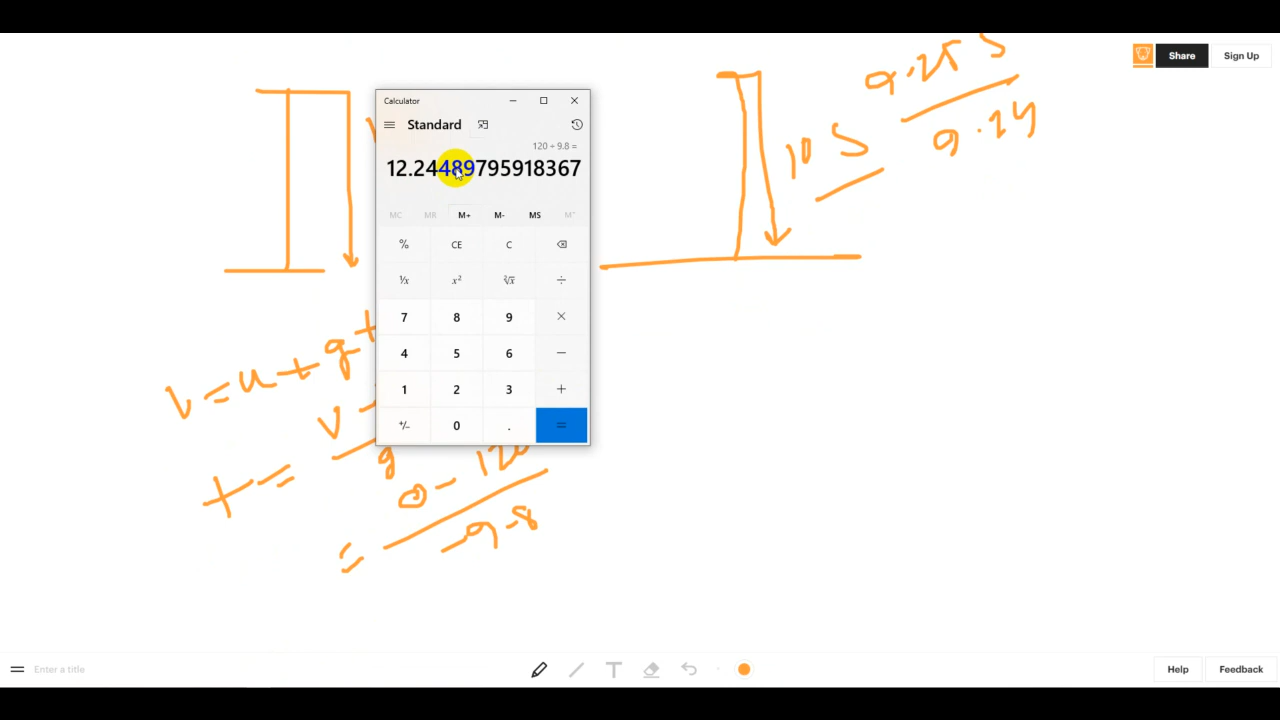 Share
Sign Up
9.25 S
9.24
10 S
Calculator
Standard
120 ÷ 9.8 =
12.24489795918367
MC MR M+ M- MS M˅
% CE C
⅟x x² ²√x ÷
7 8 9 ×
4 5 6 −
1 2 3 +
+/− 0 . =
v = u + g t
t = v - 
g
= 0 - 120
-9.8
Enter a title
T
Help
Feedback